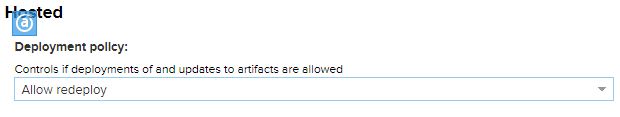 Hosted
Deployment policy:
Controls if deployments of and updates to artifacts are allowed
Allow redeploy